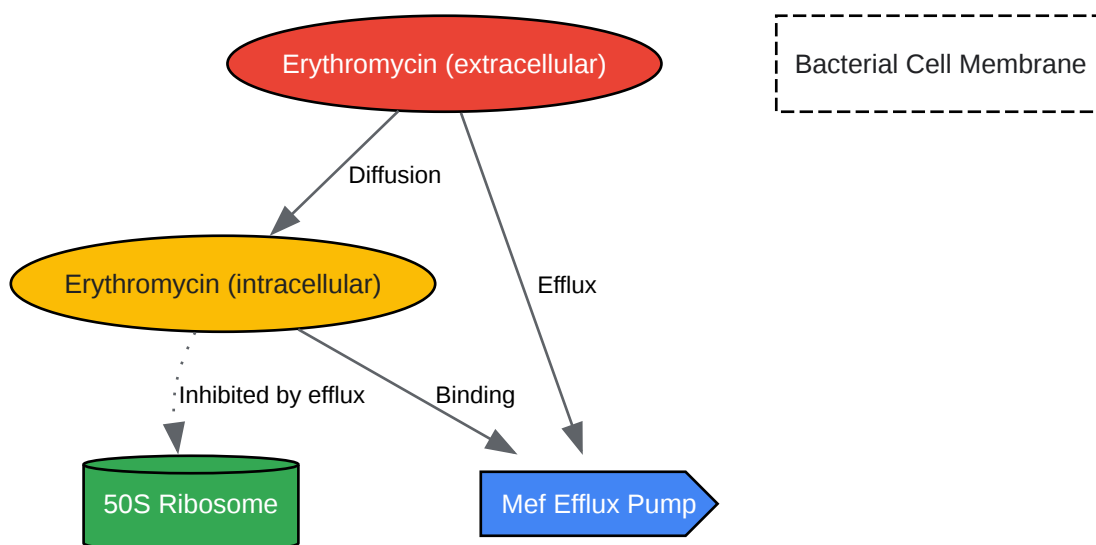 Erythromycin (extracellular)
Bacterial Cell Membrane
Diffusion
Erythromycin (intracellular)
Efflux
Inhibited by efflux
Binding
50S Ribosome
Mef Efflux Pump